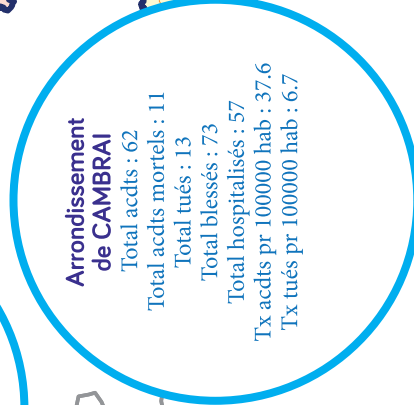 Arrondissement
de CAMBRAI
Total acdts : 62
Total acdts mortels : 11
Total tués : 13
Total blessés : 73
Total hospitalisés : 57
Tx acdts pr 100000 hab : 37.6
Tx tués pr 100000 hab : 6.7